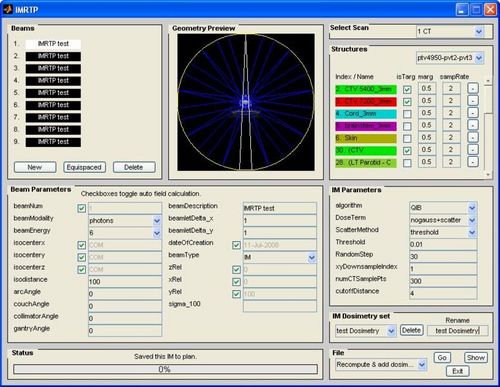 IMRTP
Beams
1. IMRTP test
2. IMRTP test
3. IMRTP test
4. IMRTP test
5. IMRTP test
6. IMRTP test
7. IMRTP test
8. IMRTP test
9. IMRTP test
New Equispaced Delete
Geometry Preview
Select Scan
1 CT
Structures
ptv4950-pvt2-pvt3
Index / Name isTarg marg sampRate
2. CTV 5400_3mm 0.5 2 -
3. CTV 7200_3mm 0.5 2 -
4. Cord_3mm 0.5 2 -
5. brainstem_3mm 0.5 2 -
6. Skin 0.5 2 -
30. (CTV 0.5 2 -
28. (LT Parotid - C 0.5 2 -
Beam Parameters
Checkboxes toggle auto field calculation.
beamNum 1
beamModality photons
beamEnergy 6
isocenterx COM
isocentery COM
isocenterz COM
isodistance 100
arcAngle 0
couchAngle 0
collimatorAngle 0
gantryAngle 0
beamDescription IMRTP test
beamletDelta_x 1
beamletDelta_y 1
dateOfCreation 11-Jul-2008
beamType IM
zRel 0
xRel 0
yRel 100
sigma_100
IM Parameters
algorithm QIB
DoseTerm nogauss+scatter
ScatterMethod threshold
Threshold 0.01
RandomStep 30
xyDownsampleIndex 1
numCTSamplePts 300
cutoffDistance 4
IM Dosimetry set
Rename
test Dosimetry Delete test Dosimetry
Status
Saved this IM to plan.
0%
File
Recompute & add dosim... Go Show
Exit